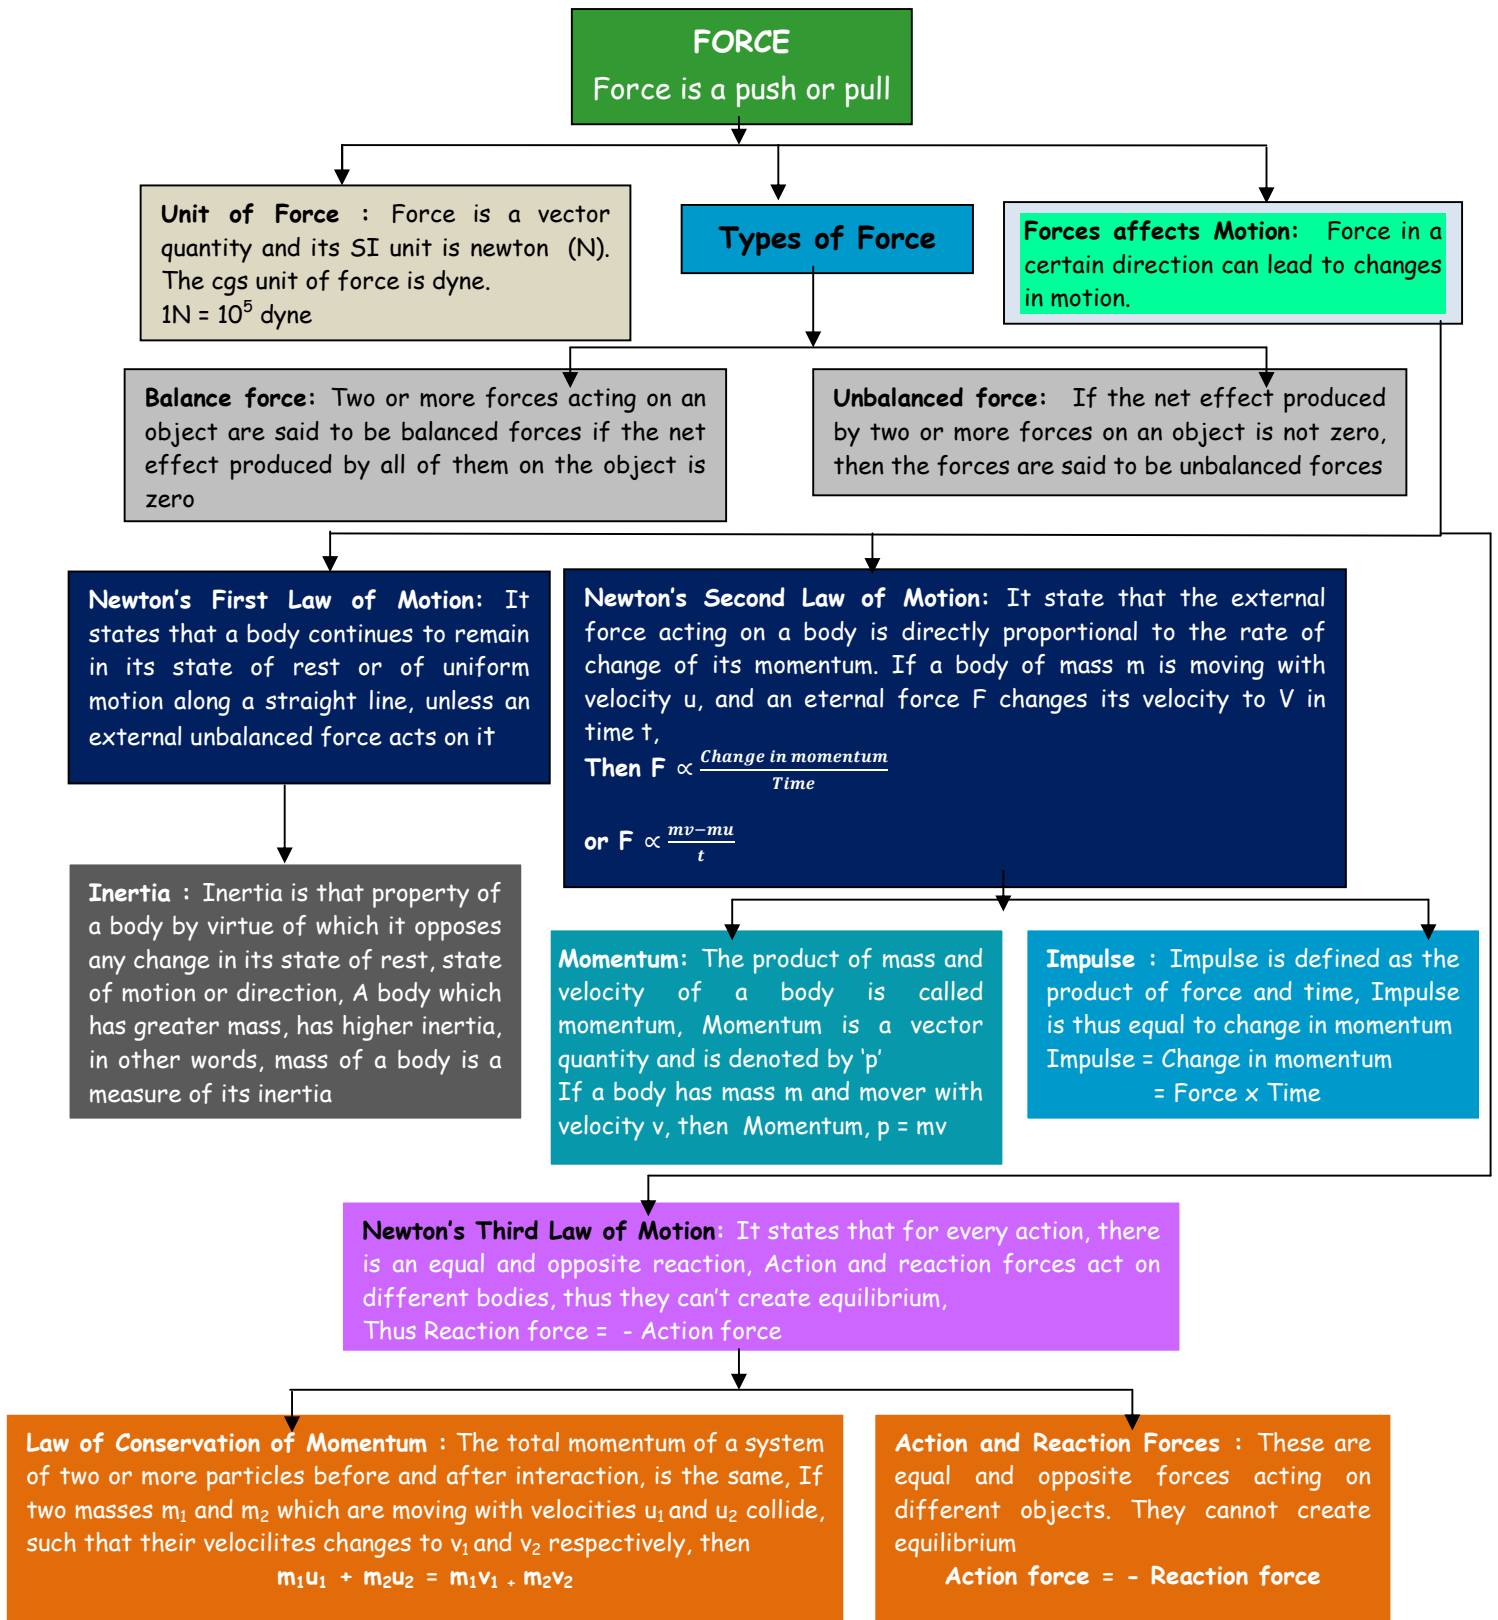 FORCE
Force is a push or pull
Unit of Force : Force is a vector
quantity and its SI unit is newton (N).
The cgs unit of force is dyne.
1N = 10⁵ dyne
Types of Force
Forces affects Motion: Force in a
certain direction can lead to changes
in motion.
Balance force: Two or more forces acting on an
object are said to be balanced forces if the net
effect produced by all of them on the object is
zero
Unbalanced force: If the net effect produced
by two or more forces on an object is not zero,
then the forces are said to be unbalanced forces
Newton's First Law of Motion: It
states that a body continues to remain
in its state of rest or of uniform
motion along a straight line, unless an
external unbalanced force acts on it
Newton's Second Law of Motion: It state that the external
force acting on a body is directly proportional to the rate of
change of its momentum. If a body of mass m is moving with
velocity u, and an eternal force F changes its velocity to V in
time t,
Then F ∝ Change in momentum / Time
or F ∝ mv−mu / t
Inertia : Inertia is that property of
a body by virtue of which it opposes
any change in its state of rest, state
of motion or direction, A body which
has greater mass, has higher inertia,
in other words, mass of a body is a
measure of its inertia
Momentum: The product of mass and
velocity of a body is called
momentum, Momentum is a vector
quantity and is denoted by 'p'
If a body has mass m and mover with
velocity v, then Momentum, p = mv
Impulse : Impulse is defined as the
product of force and time, Impulse
is thus equal to change in momentum
Impulse = Change in momentum
= Force x Time
Newton's Third Law of Motion: It states that for every action, there
is an equal and opposite reaction, Action and reaction forces act on
different bodies, thus they can't create equilibrium,
Thus Reaction force = - Action force
Law of Conservation of Momentum : The total momentum of a system
of two or more particles before and after interaction, is the same, If
two masses m₁ and m₂ which are moving with velocities u₁ and u₂ collide,
such that their velocilites changes to v₁ and v₂ respectively, then
m₁u₁ + m₂u₂ = m₁v₁ + m₂v₂
Action and Reaction Forces : These are
equal and opposite forces acting on
different objects. They cannot create
equilibrium
Action force = - Reaction force